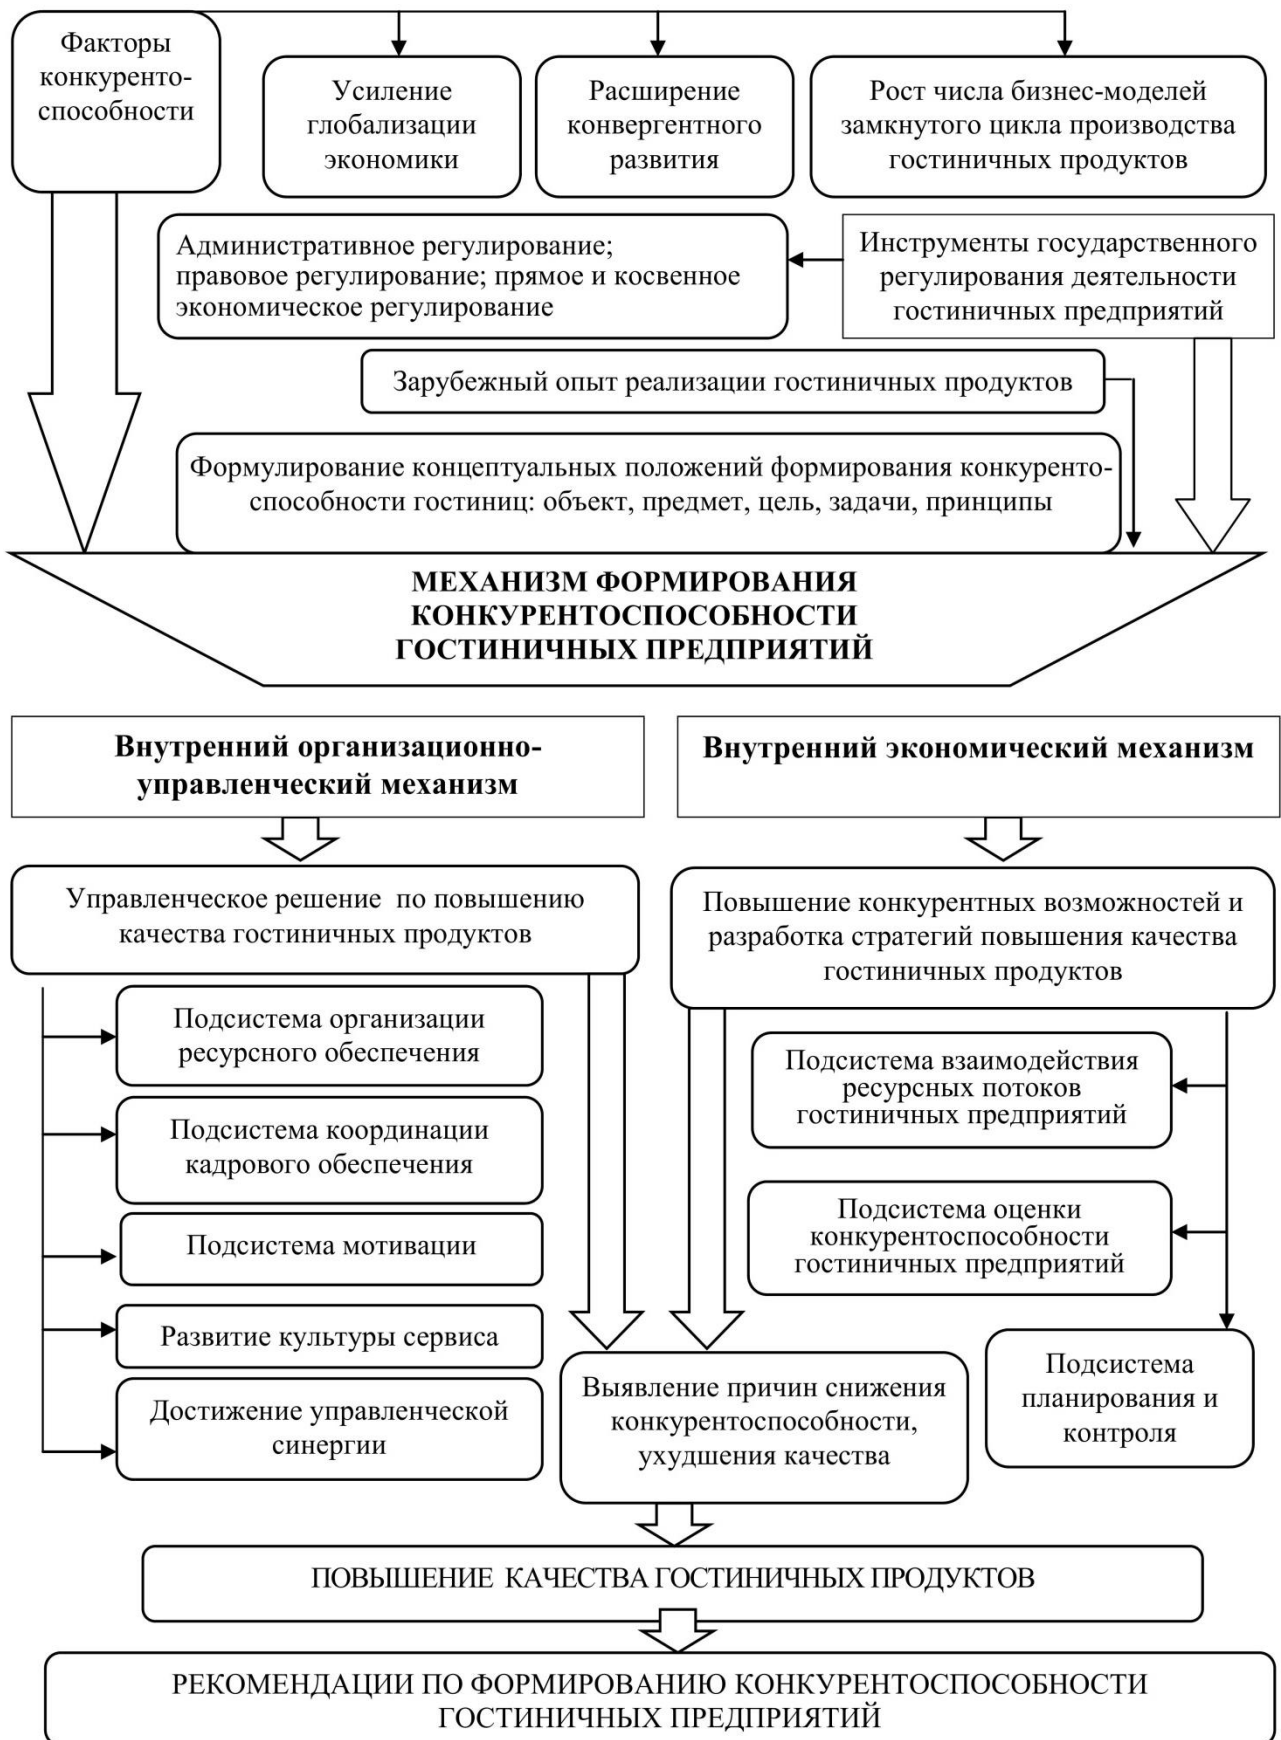 Факторы
конкуренто-
способности
Усиление
глобализации
экономики
Расширение
конвергентного
развития
Рост числа бизнес-моделей
замкнутого цикла производства
гостиничных продуктов
Административное регулирование;
правовое регулирование; прямое и косвенное
экономическое регулирование
Инструменты государственного
регулирования деятельности
гостиничных предприятий
Зарубежный опыт реализации гостиничных продуктов
Формулирование концептуальных положений формирования конкуренто-
способности гостиниц: объект, предмет, цель, задачи, принципы
МЕХАНИЗМ ФОРМИРОВАНИЯ
КОНКУРЕНТОСПОСОБНОСТИ
ГОСТИНИЧНЫХ ПРЕДПРИЯТИЙ
Внутренний организационно-
управленческий механизм
Внутренний экономический механизм
Управленческое решение по повышению
качества гостиничных продуктов
Повышение конкурентных возможностей и
разработка стратегий повышения качества
гостиничных продуктов
Подсистема организации
ресурсного обеспечения
Подсистема координации
кадрового обеспечения
Подсистема мотивации
Развитие культуры сервиса
Достижение управленческой
синергии
Подсистема взаимодействия
ресурсных потоков
гостиничных предприятий
Подсистема оценки
конкурентоспособности
гостиничных предприятий
Подсистема
планирования и
контроля
Выявление причин снижения
конкурентоспособности,
ухудшения качества
ПОВЫШЕНИЕ КАЧЕСТВА ГОСТИНИЧНЫХ ПРОДУКТОВ
РЕКОМЕНДАЦИИ ПО ФОРМИРОВАНИЮ КОНКУРЕНТОСПОСОБНОСТИ
ГОСТИНИЧНЫХ ПРЕДПРИЯТИЙ